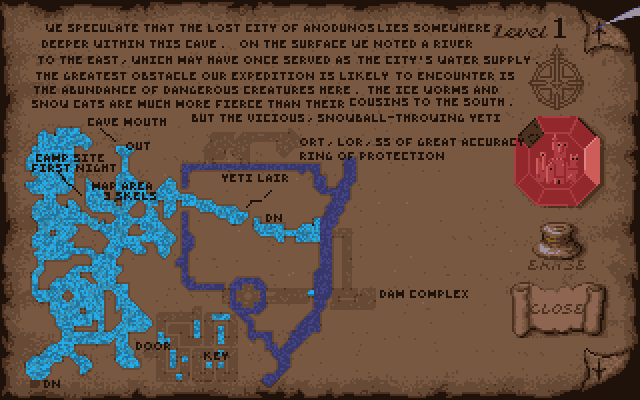 WE SPECULATE THAT THE LOST CITY OF ANODUNOS LIES SOMEWHERE
Level 1
DEEPER WITHIN THIS CAVE. ON THE SURFACE WE NOTED A RIVER
TO THE EAST, WHICH MAY HAVE ONCE SERVED AS THE CITY'S WATER SUPPLY.
THE GREATEST OBSTACLE OUR EXPEDITION IS LIKELY TO ENCOUNTER IS
THE ABUNDANCE OF DANGEROUS CREATURES HERE. THE ICE WORMS AND
SNOW CATS ARE MUCH MORE FIERCE THAN THEIR COUSINS TO THE SOUTH.
BUT THE VICIOUS, SNOWBALL-THROWING YETI
CAVE MOUTH
OUT
ORT, LOR, SS OF GREAT ACCURACY
RING OF PROTECTION
CAMP SITE
FIRST NIGHT
YETI LAIR
MAP AREA
3 SKELS
DN
ERASE
DAM COMPLEX
CLOSE
DOOR
KEY
DN